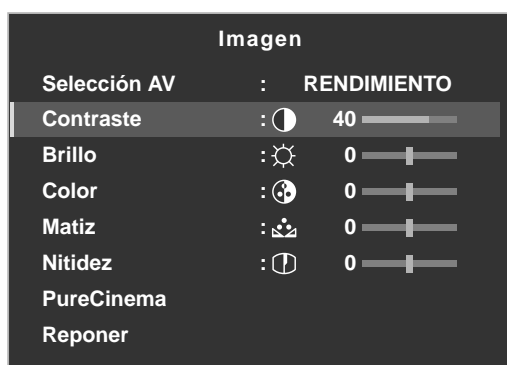 Imagen
Selección AV : RENDIMIENTO
Contraste : 40
Brillo : 0
Color : 0
Matiz : 0
Nitidez : 0
PureCinema
Reponer